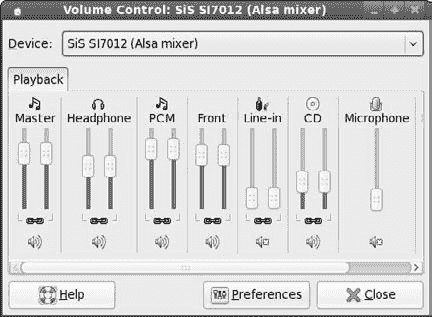 Volume Control: SiS SI7012 (Alsa mixer)
Device: SiS SI7012 (Alsa mixer)
Playback
Master Headphone PCM Front Line-in CD Microphone
Help Preferences Close